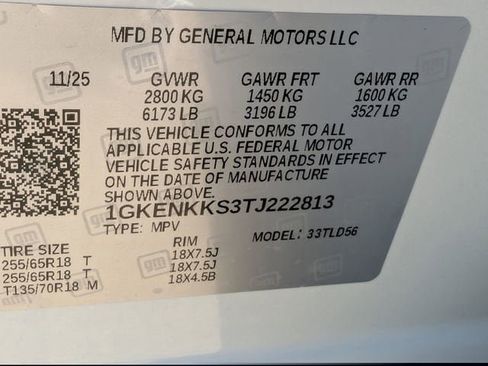 MFD BY GENERAL MOTORS LLC
11/25 GVWR GAWR FRT GAWR RR
2800 KG 1450 KG 1600 KG
6173 LB 3196 LB 3527 LB
THIS VEHICLE CONFORMS TO ALL
APPLICABLE U.S. FEDERAL MOTOR
VEHICLE SAFETY STANDARDS IN EFFECT
ON THE DATE OF MANUFACTURE
SHOWN ABOVE.
1GKENKKS3TJ222813
TYPE: MPV MODEL: 33TLD56
TIRE SIZE RIM
255/65R18 T 18X7.5J
255/65R18 T 18X7.5J
T135/70R18 M 18X4.5B
gm